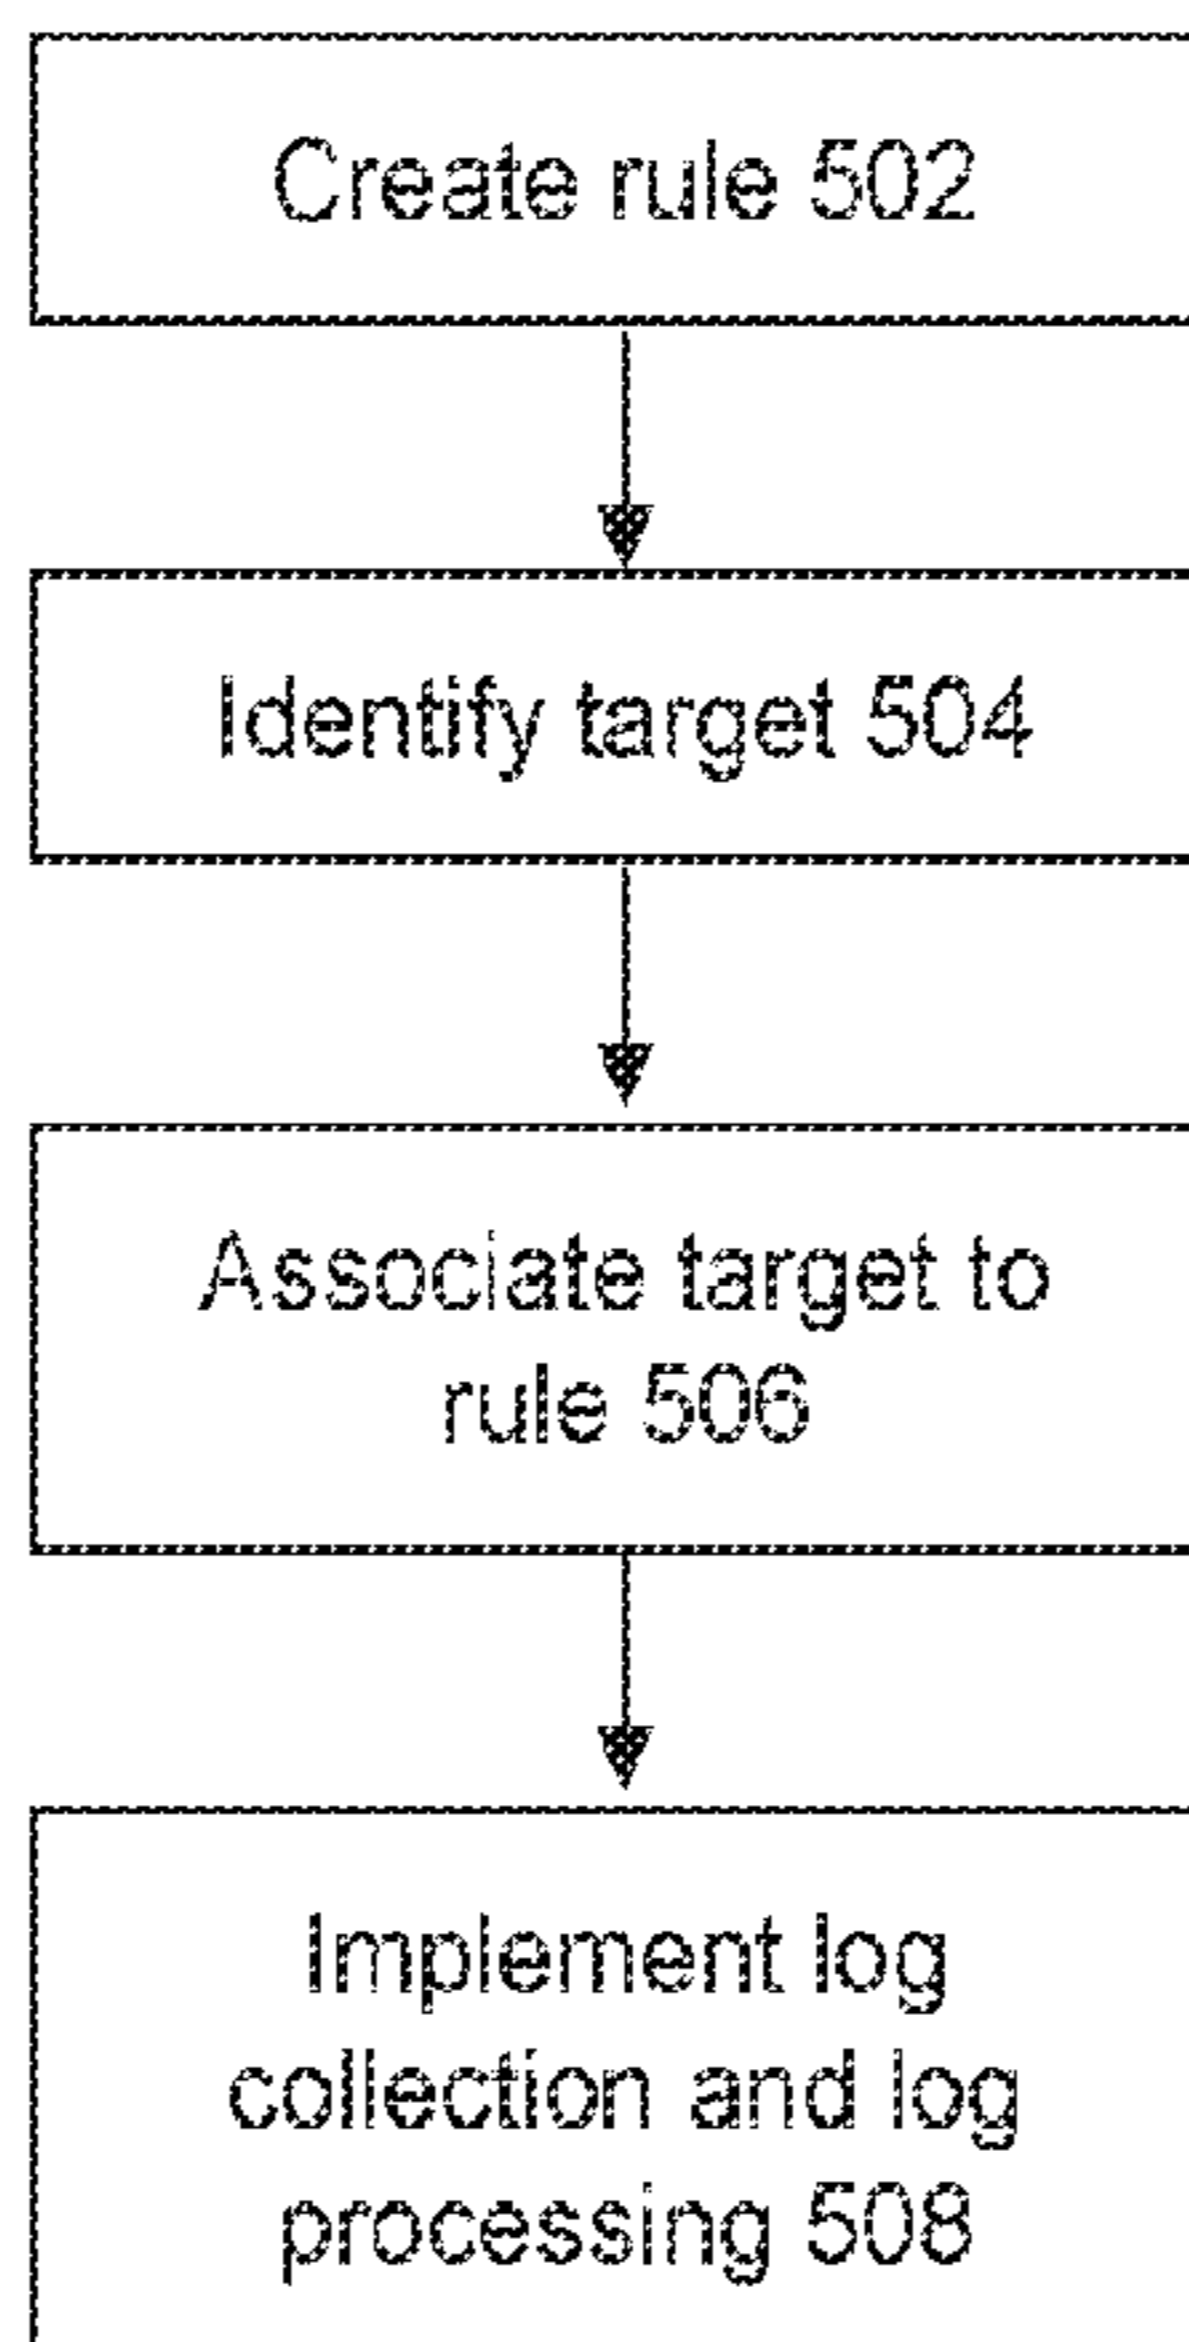 Create rule 502
Identify target 504
Associate target to
rule 506
Implement log
collection and log
processing 508